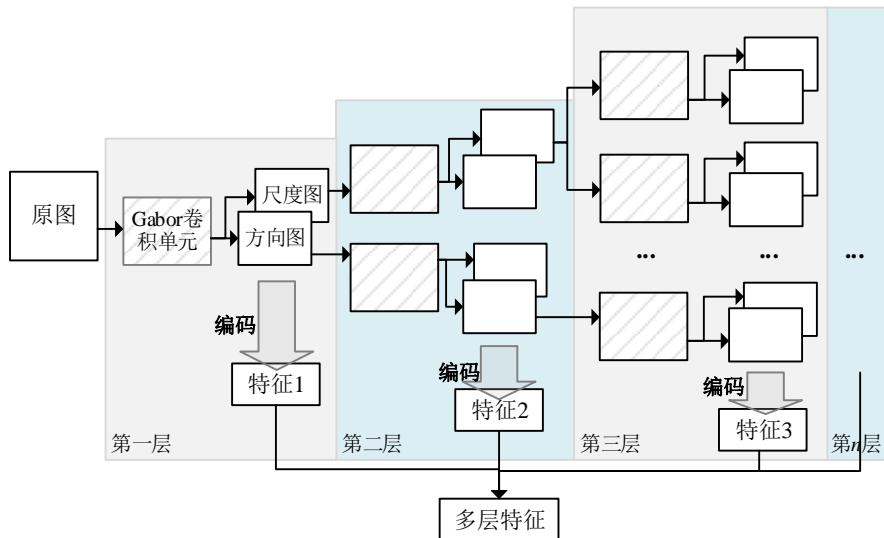 原图
Gabor卷
积单元
尺度图
方向图
编码
特征1
第一层
编码
特征2
第二层
...
...
编码
特征3
第三层
...
第n层
多层特征